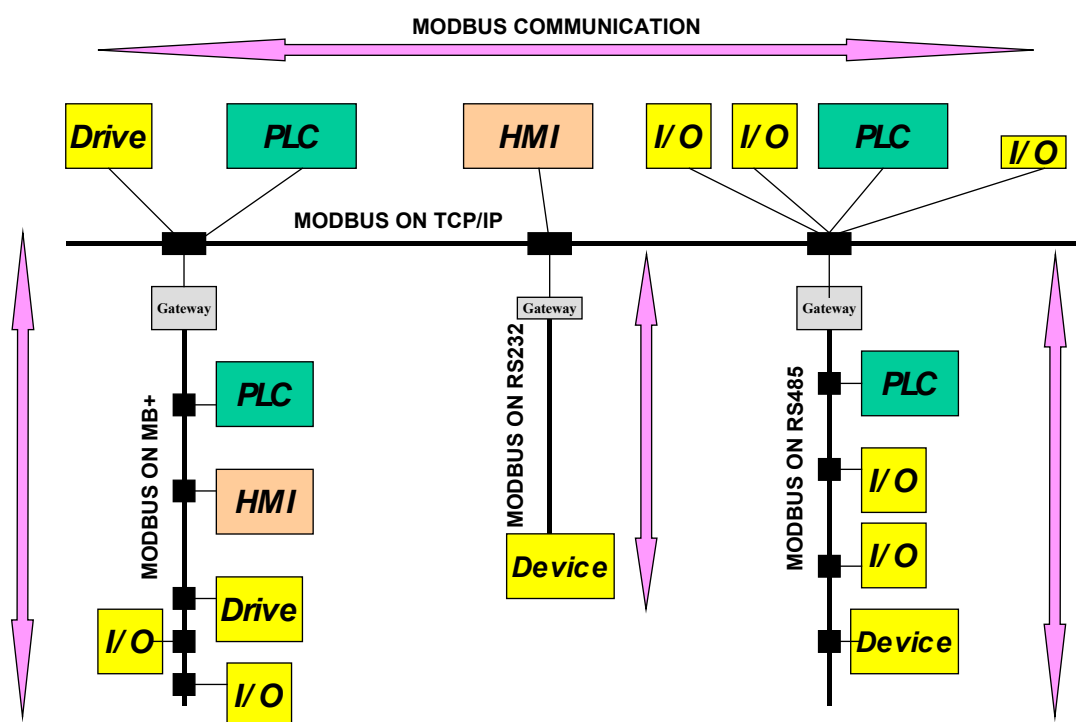 MODBUS COMMUNICATION
Drive
PLC
HMI
I/O
I/O
PLC
I/O
MODBUS ON TCP/IP
Gateway
Gateway
Gateway
MODBUS ON MB+
PLC
HMI
Drive
I/O
I/O
MODBUS ON RS232
Device
MODBUS ON RS485
PLC
I/O
I/O
Device